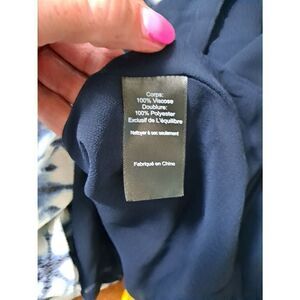 Corps:
100% Viscose
Doublure:
100% Polyester
Exclusif de L'équilibre
Nettoyer à sec seulement
Fabriqué en Chine